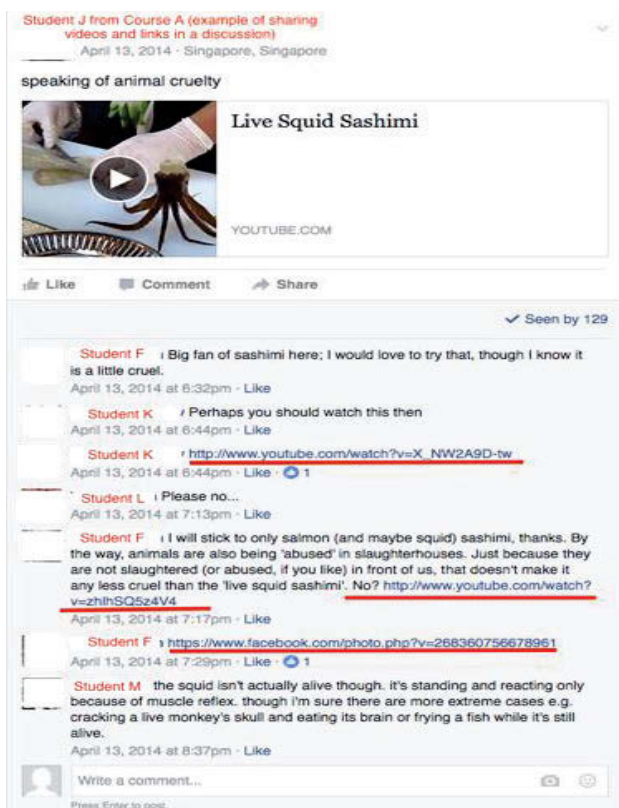 Student J from Course A (example of sharing
videos and links in a discussion)
April 13, 2014 · Singapore, Singapore
speaking of animal cruelty
Live Squid Sashimi
YOUTUBE.COM
Like Comment Share
✓ Seen by 129
Student F Big fan of sashimi here; I would love to try that, though I know it
is a little cruel.
April 13, 2014 at 6:32pm · Like
Student K Perhaps you should watch this then
April 13, 2014 at 6:44pm · Like
Student K http://www.youtube.com/watch?v=X_NW2A9D-tw
April 13, 2014 at 6:44pm · Like · 1
Student L Please no...
April 13, 2014 at 7:13pm · Like
Student F I will stick to only salmon (and maybe squid) sashimi, thanks. By
the way, animals are also being 'abused' in slaughterhouses. Just because they
are not slaughtered (or abused, if you like) in front of us, that doesn't make it
any less cruel than the 'live squid sashimi'. No? http://www.youtube.com/watch?
v=zhlhSQ5z4V4
April 13, 2014 at 7:17pm · Like
Student F https://www.facebook.com/photo.php?v=268360756678961
April 13, 2014 at 7:29pm · Like · 1
Student M the squid isn't actually alive though. it's standing and reacting only
because of muscle reflex. though i'm sure there are more extreme cases e.g.
cracking a live monkey's skull and eating its brain or frying a fish while it's still
alive.
April 13, 2014 at 8:37pm · Like
Write a comment...
Press Enter to post.